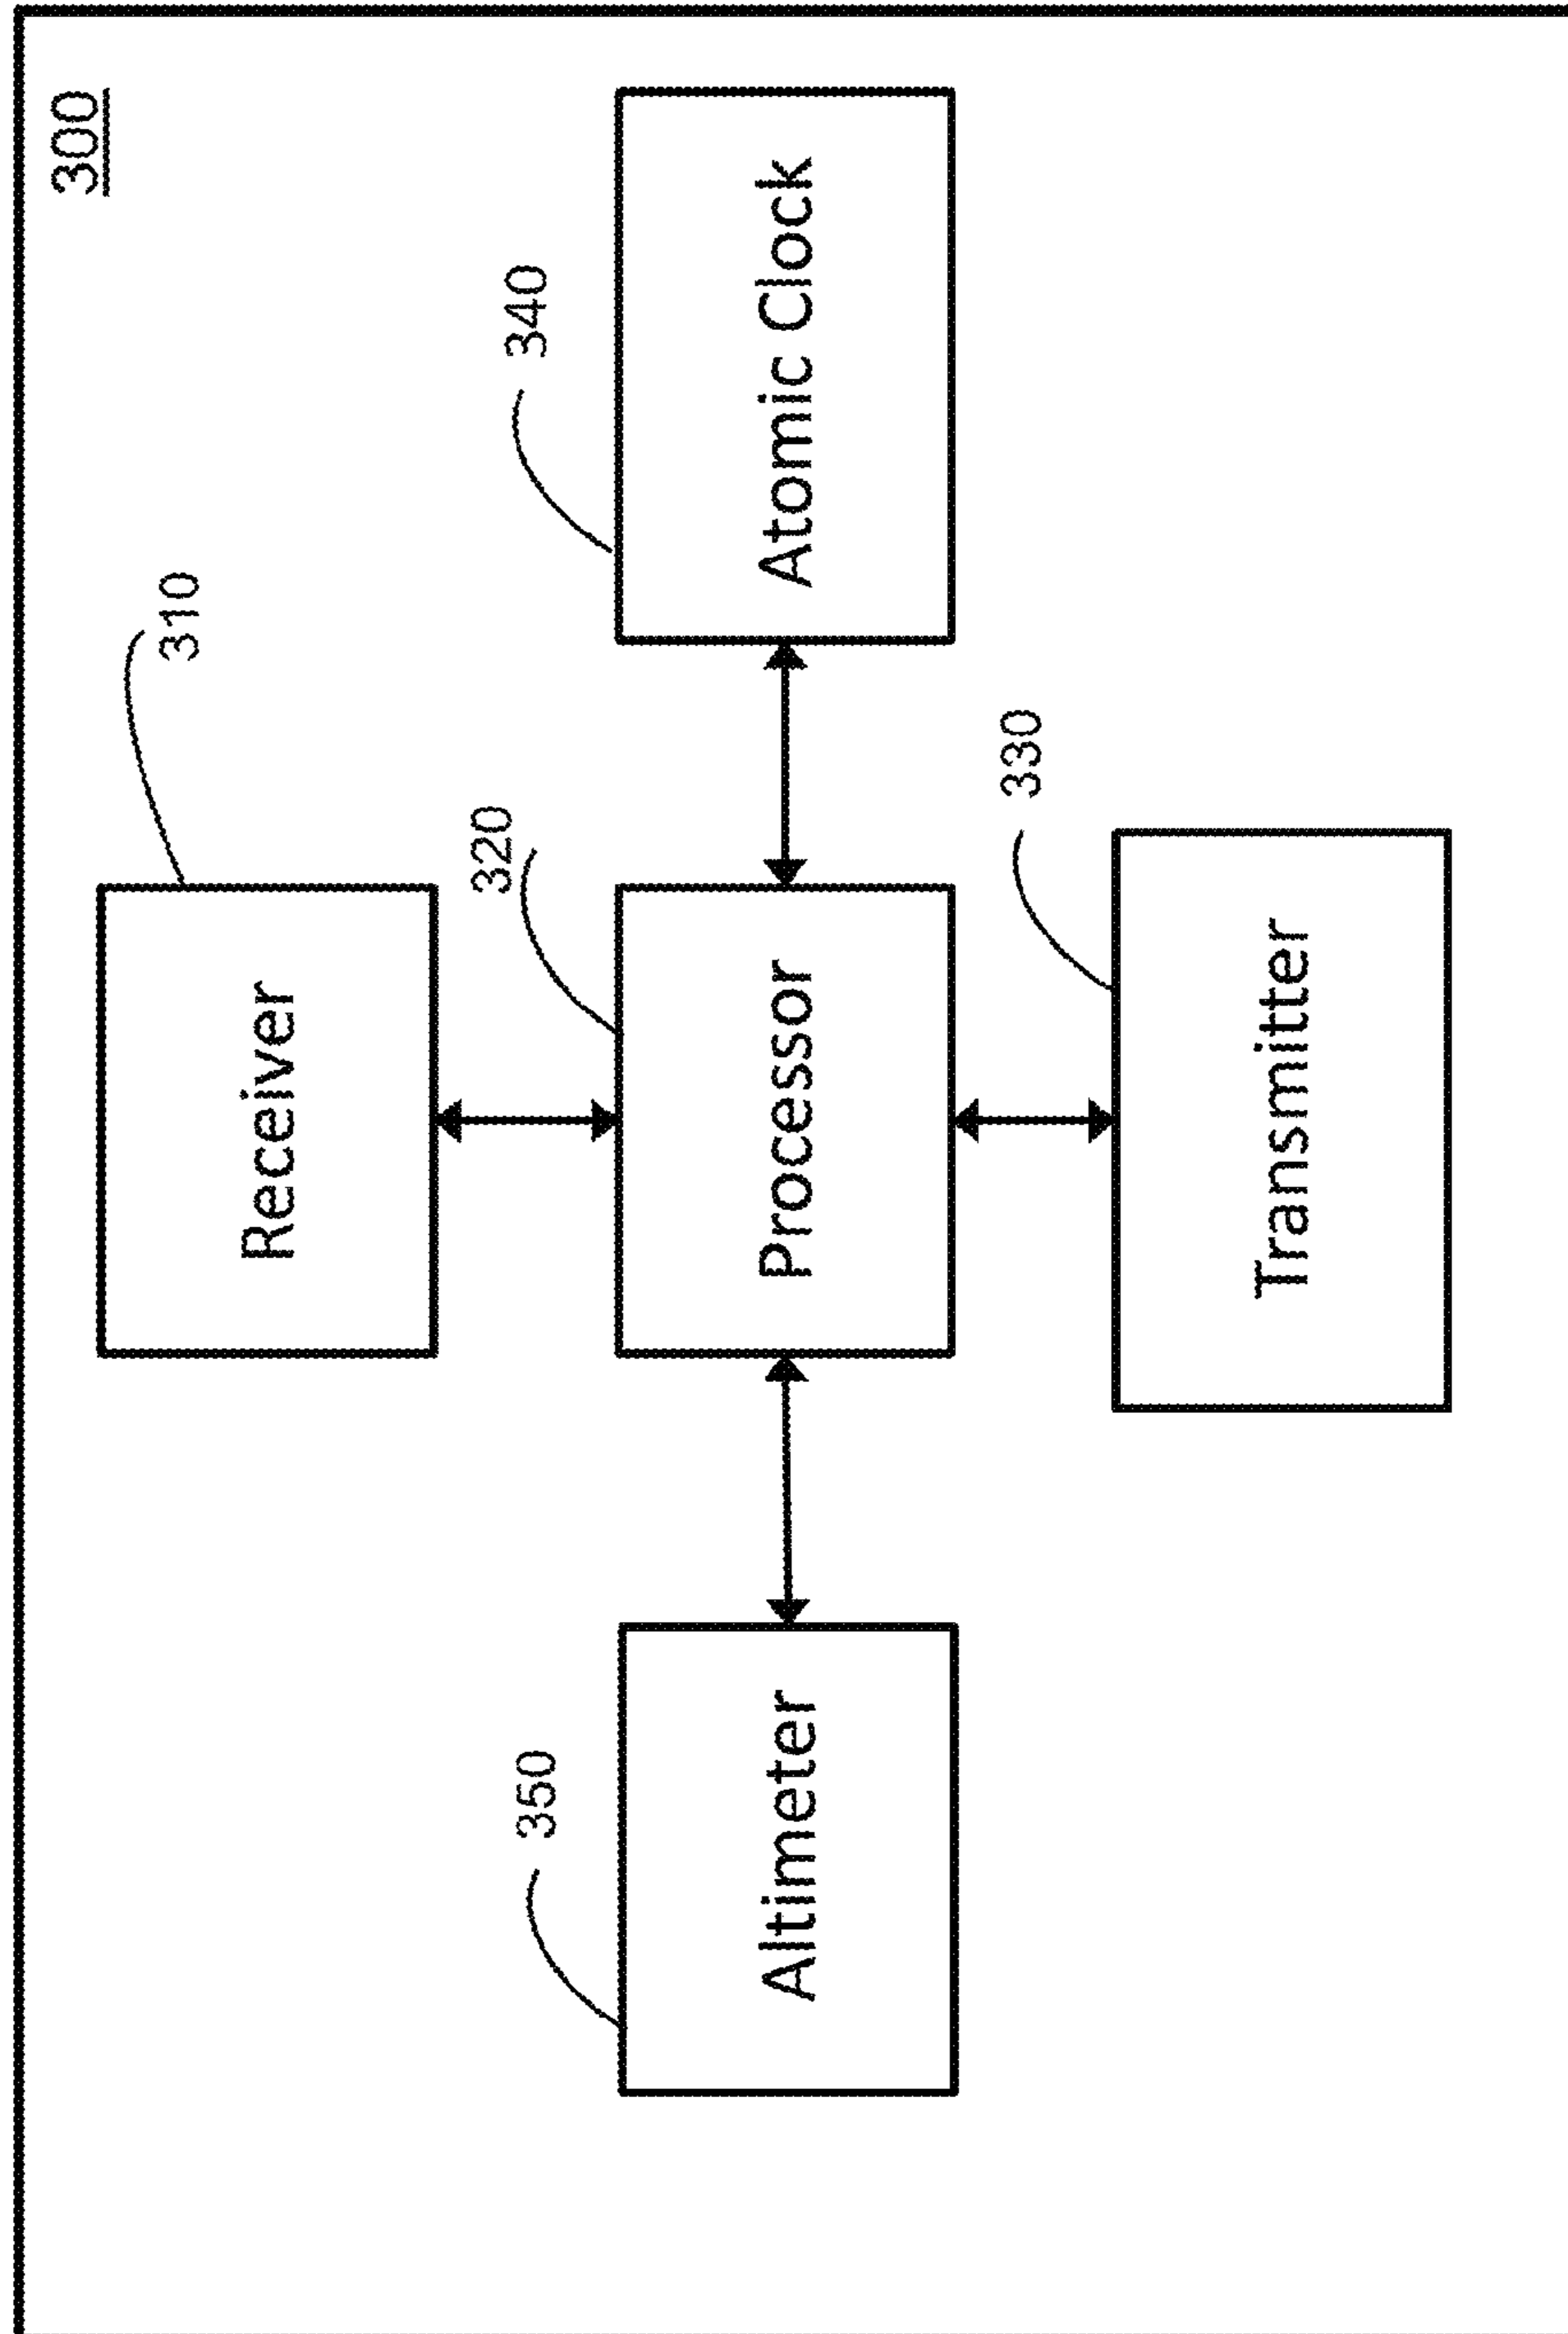 300
310
Receiver
320
Processor
340
Atomic Clock
350
Altimeter
330
Transmitter